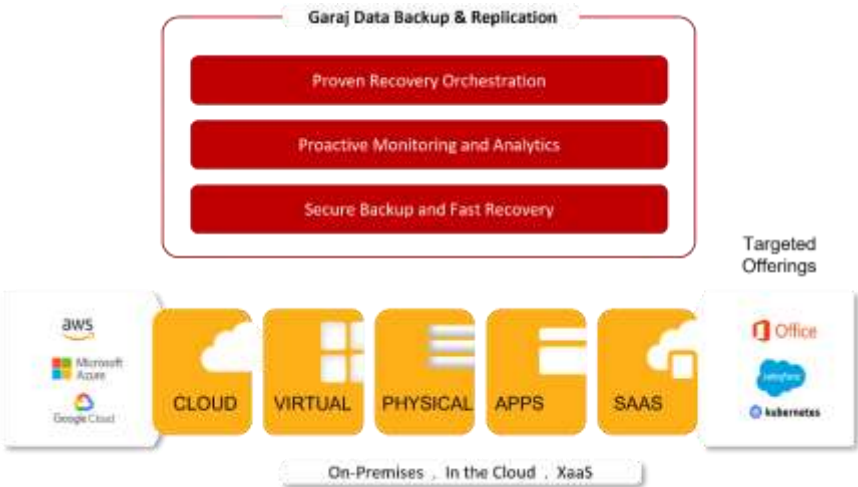 Garaj Data Backup & Replication
Proven Recovery Orchestration
Proactive Monitoring and Analytics
Secure Backup and Fast Recovery
Targeted
Offerings
aws
Microsoft
Azure
Google Cloud
CLOUD
VIRTUAL
PHYSICAL
APPS
SAAS
Office
salesforce
kubernetes
On-Premises , In the Cloud , XaaS